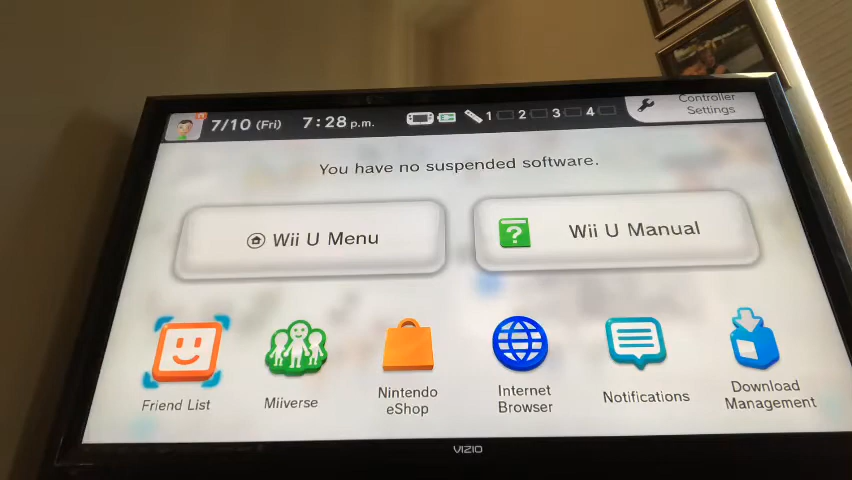 7/10 (Fri) 7:28 p.m. 1 2 3 4 Controller
Settings
You have no suspended software.
Wii U Menu
? Wii U Manual
Friend List
Miiverse
Nintendo
eShop
Internet
Browser
Notifications
Download
Management
VIZIO